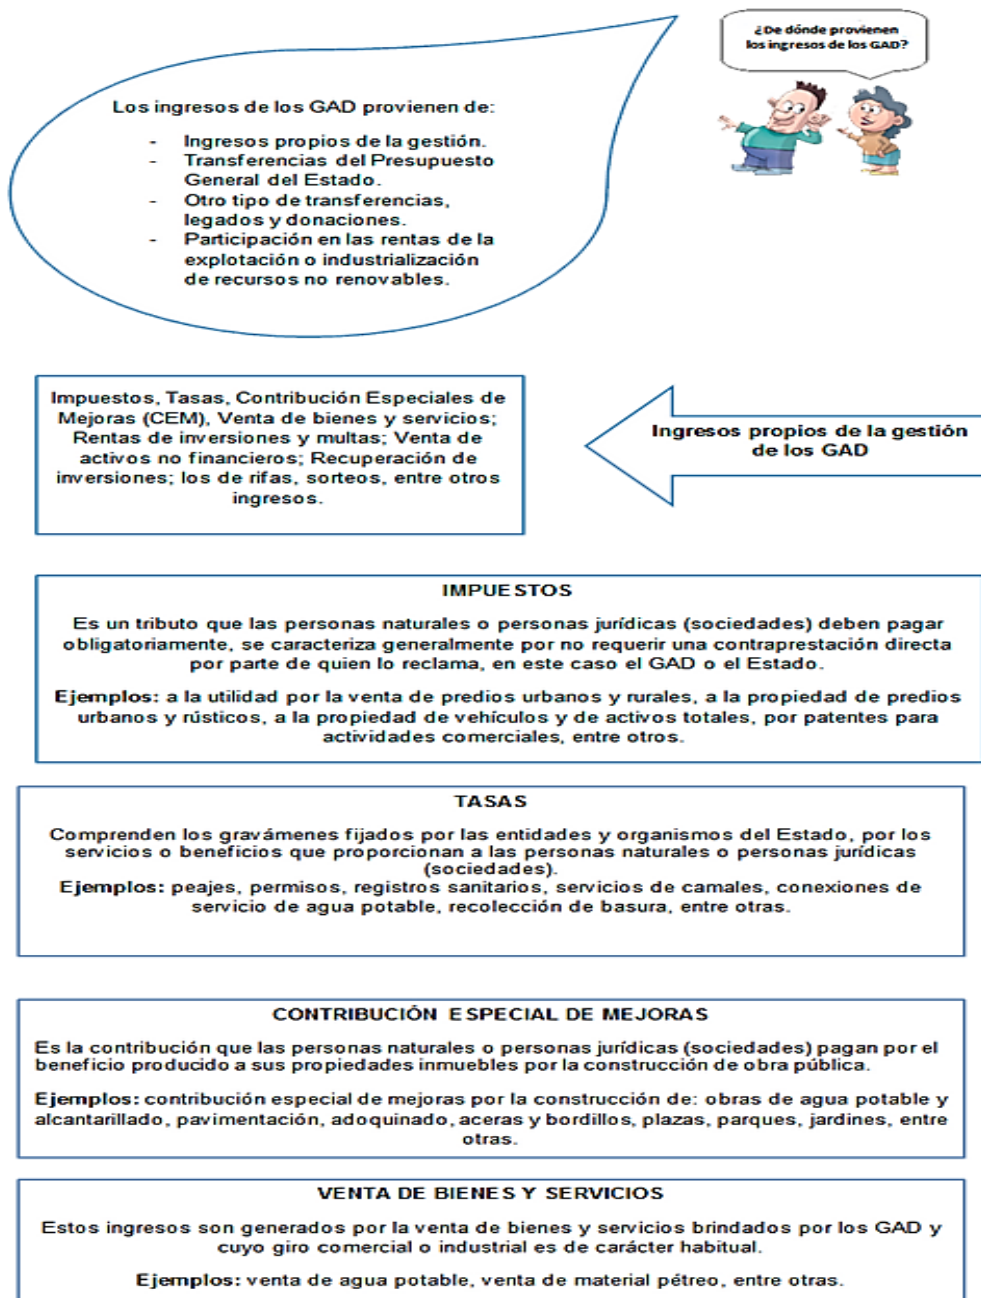 ¿De dónde provienen
los ingresos de los GAD?
Los ingresos de los GAD provienen de:
- Ingresos propios de la gestión.
- Transferencias del Presupuesto
General del Estado.
- Otro tipo de transferencias,
legados y donaciones.
- Participación en las rentas de la
explotación o industrialización
de recursos no renovables.
Ingresos propios de la gestión
de los GAD
Impuestos, Tasas, Contribución Especiales de
Mejoras (CEM), Venta de bienes y servicios;
Rentas de inversiones y multas; Venta de
activos no financieros; Recuperación de
inversiones; los de rifas, sorteos, entre otros
ingresos.
IMPUESTOS
Es un tributo que las personas naturales o personas jurídicas (sociedades) deben pagar
obligatoriamente, se caracteriza generalmente por no requerir una contraprestación directa
por parte de quien lo reclama, en este caso el GAD o el Estado.
Ejemplos: a la utilidad por la venta de predios urbanos y rurales, a la propiedad de predios
urbanos y rústicos, a la propiedad de vehículos y de activos totales, por patentes para
actividades comerciales, entre otros.
TASAS
Comprenden los gravámenes fijados por las entidades y organismos del Estado, por los
servicios o beneficios que proporcionan a las personas naturales o personas jurídicas
(sociedades).
Ejemplos: peajes, permisos, registros sanitarios, servicios de camales, conexiones de
servicio de agua potable, recolección de basura, entre otras.
CONTRIBUCIÓN ESPECIAL DE MEJORAS
Es la contribución que las personas naturales o personas jurídicas (sociedades) pagan por el
beneficio producido a sus propiedades inmuebles por la construcción de obra pública.
Ejemplos: contribución especial de mejoras por la construcción de: obras de agua potable y
alcantarillado, pavimentación, adoquinado, aceras y bordillos, plazas, parques, jardines, entre
otras.
VENTA DE BIENES Y SERVICIOS
Estos ingresos son generados por la venta de bienes y servicios brindados por los GAD y
cuyo giro comercial o industrial es de carácter habitual.
Ejemplos: venta de agua potable, venta de material pétreo, entre otras.